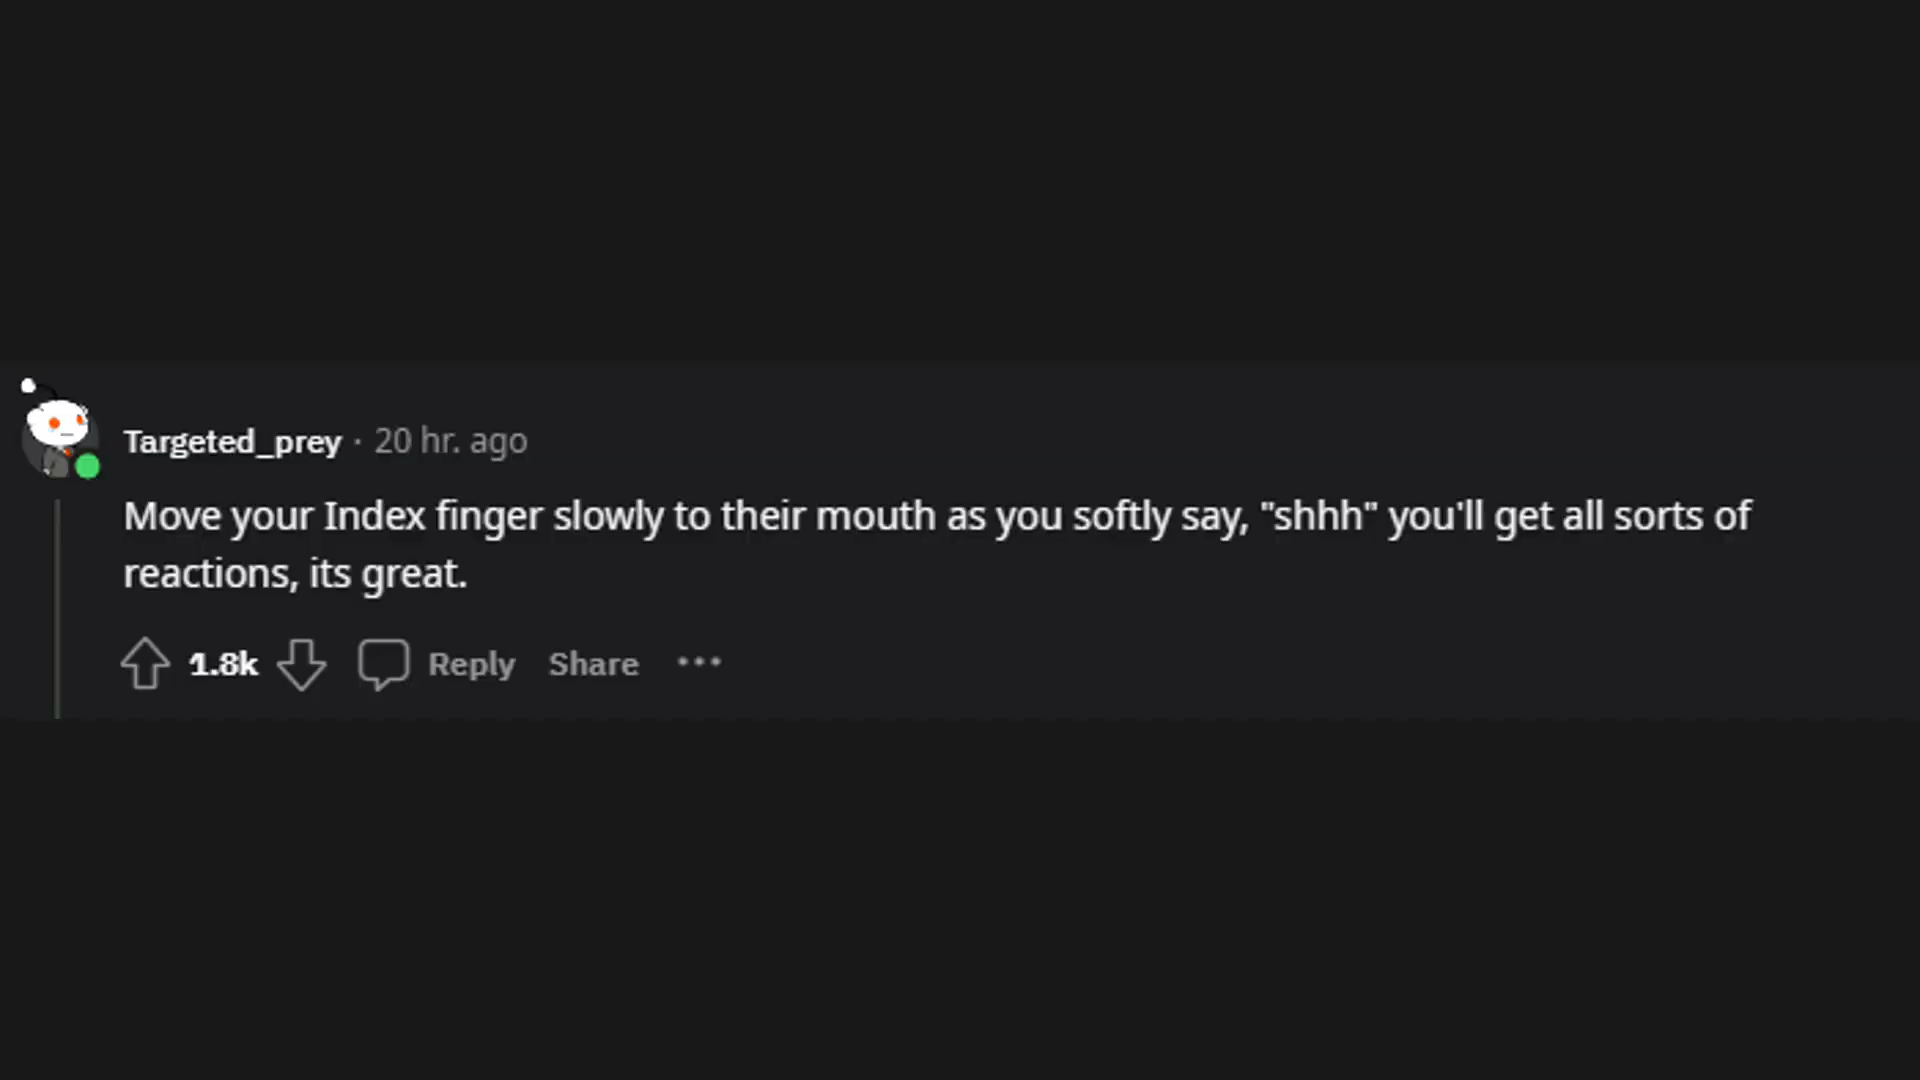 Targeted_prey · 20 hr. ago
Move your Index finger slowly to their mouth as you softly say, "shhh" you'll get all sorts of
reactions, its great.
1.8k Reply Share ···